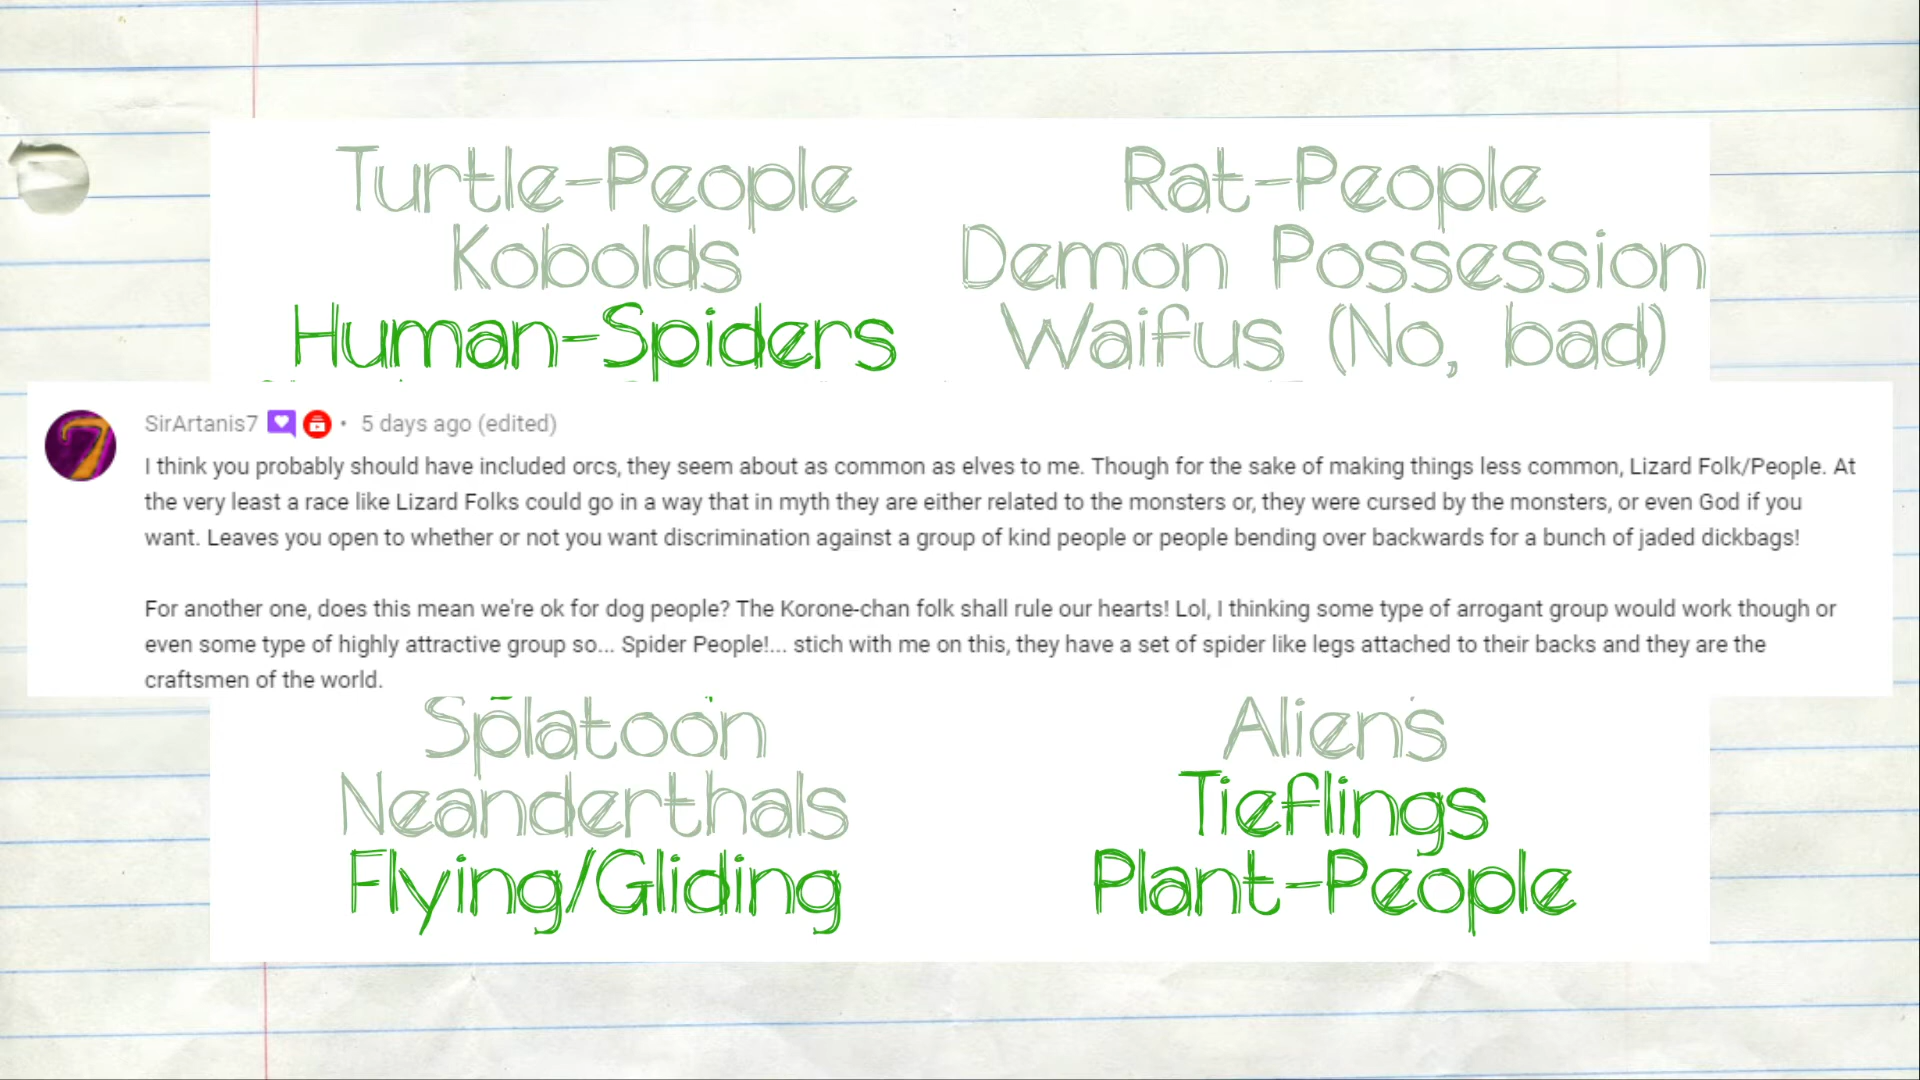 Turtle-People
Rat-People
Kobolds
Demon Possession
Human-Spiders
Waifus (No, bad)
SirArtanis7 • 5 days ago (edited)
I think you probably should have included orcs, they seem about as common as elves to me. Though for the sake of making things less common, Lizard Folk/People. At
the very least a race like Lizard Folks could go in a way that in myth they are either related to the monsters or, they were cursed by the monsters, or even God if you
want. Leaves you open to whether or not you want discrimination against a group of kind people or people bending over backwards for a bunch of jaded dickbags!
For another one, does this mean we're ok for dog people? The Korone-chan folk shall rule our hearts! Lol, I thinking some type of arrogant group would work though or
even some type of highly attractive group so... Spider People!... stich with me on this, they have a set of spider like legs attached to their backs and they are the
craftsmen of the world.
Splatoon
Aliens
Neanderthals
Tieflings
Flying/Gliding
Plant-People